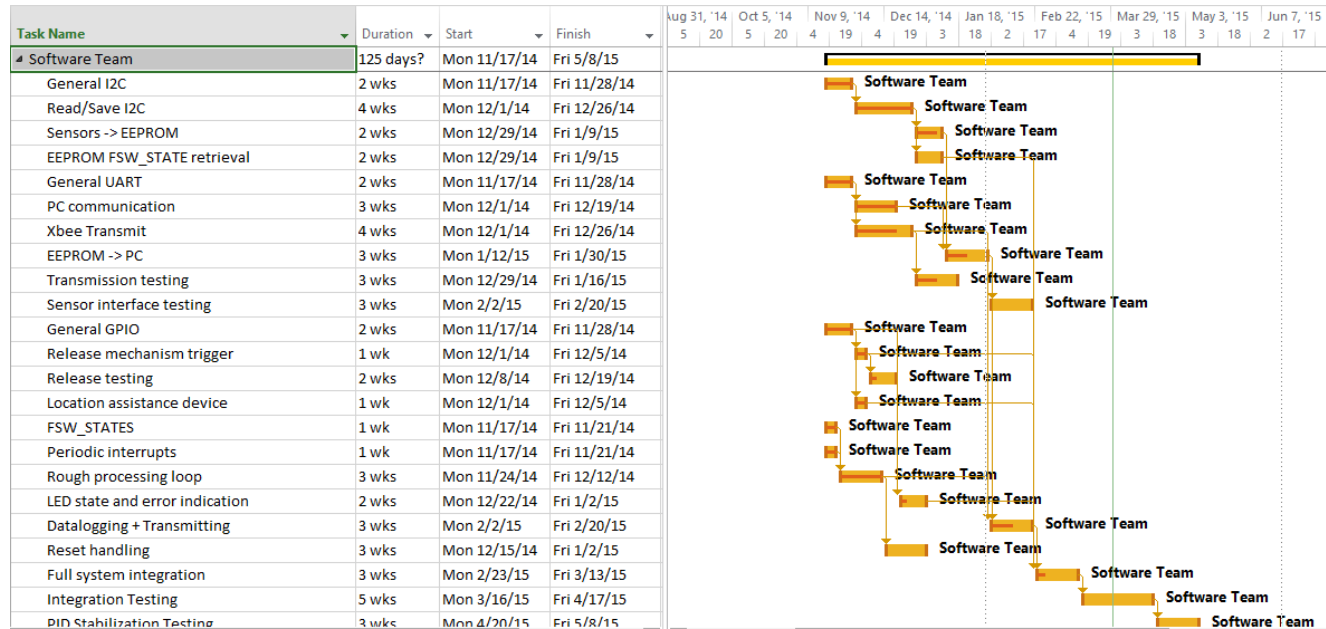 Aug 31, '14 Oct 5, '14 Nov 9, '14 Dec 14, '14 Jan 18, '15 Feb 22, '15 Mar 29, '15 May 3, '15 Jun 7, '15
Task Name Duration Start Finish 5 20 5 20 4 19 4 19 3 18 2 17 4 19 3 18 3 18 2 17
Software Team 125 days? Mon 11/17/14 Fri 5/8/15
General I2C 2 wks Mon 11/17/14 Fri 11/28/14 Software Team
Read/Save I2C 4 wks Mon 12/1/14 Fri 12/26/14 Software Team
Sensors -> EEPROM 2 wks Mon 12/29/14 Fri 1/9/15 Software Team
EEPROM FSW_STATE retrieval 2 wks Mon 12/29/14 Fri 1/9/15 Software Team
General UART 2 wks Mon 11/17/14 Fri 11/28/14 Software Team
PC communication 3 wks Mon 12/1/14 Fri 12/19/14 Software Team
Xbee Transmit 4 wks Mon 12/1/14 Fri 12/26/14 Software Team
EEPROM -> PC 3 wks Mon 1/12/15 Fri 1/30/15 Software Team
Transmission testing 3 wks Mon 12/29/14 Fri 1/16/15 Software Team
Sensor interface testing 3 wks Mon 2/2/15 Fri 2/20/15 Software Team
General GPIO 2 wks Mon 11/17/14 Fri 11/28/14 Software Team
Release mechanism trigger 1 wk Mon 12/1/14 Fri 12/5/14 Software Team
Release testing 2 wks Mon 12/8/14 Fri 12/19/14 Software Team
Location assistance device 1 wk Mon 12/1/14 Fri 12/5/14 Software Team
FSW_STATES 1 wk Mon 11/17/14 Fri 11/21/14 Software Team
Periodic interrupts 1 wk Mon 11/17/14 Fri 11/21/14 Software Team
Rough processing loop 3 wks Mon 11/24/14 Fri 12/12/14 Software Team
LED state and error indication 2 wks Mon 12/22/14 Fri 1/2/15 Software Team
Datalogging + Transmitting 3 wks Mon 2/2/15 Fri 2/20/15 Software Team
Reset handling 3 wks Mon 12/15/14 Fri 1/2/15 Software Team
Full system integration 3 wks Mon 2/23/15 Fri 3/13/15 Software Team
Integration Testing 5 wks Mon 3/16/15 Fri 4/17/15 Software Team
PID Stabilization Testing 3 wks Mon 4/20/15 Fri 5/8/15 Software Team